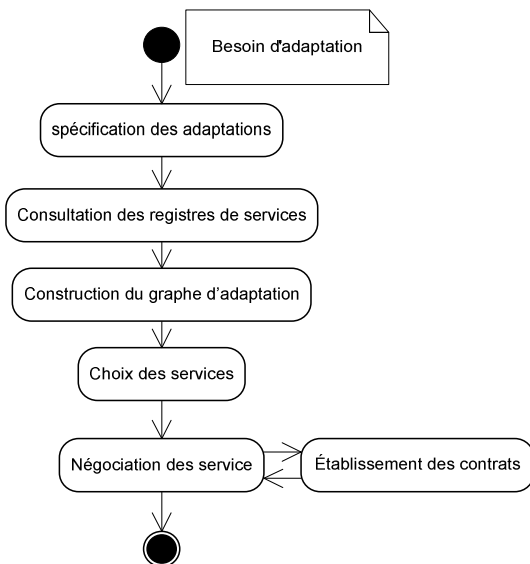 Besoin d'adaptation
spécification des adaptations
Consultation des registres de services
Construction du graphe d’adaptation
Choix des services
Négociation des service
Établissement des contrats